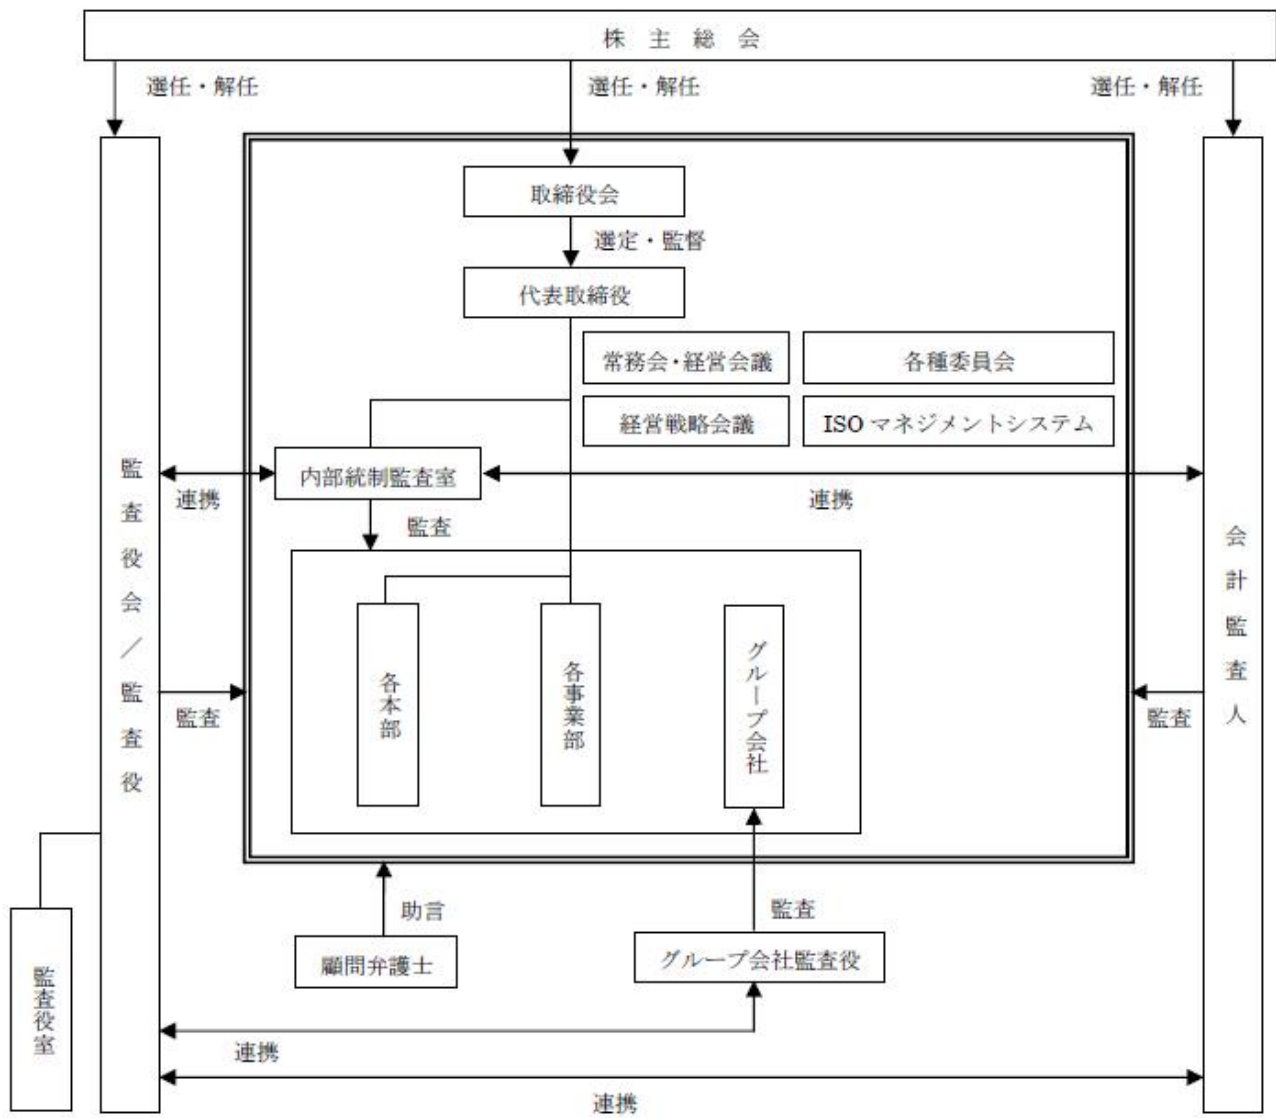 株主総会
選任・解任
選任・解任
選任・解任
取締役会
選定・監督
代表取締役
常務会・経営会議
各種委員会
経営戦略会議
ISO マネジメントシステム
監査役会／監査役
内部統制監査室
連携
連携
監査
会計監査人
各本部
各事業部
グループ会社
監査
監査
助言
監査
顧問弁護士
グループ会社監査役
監査役室
連携
連携